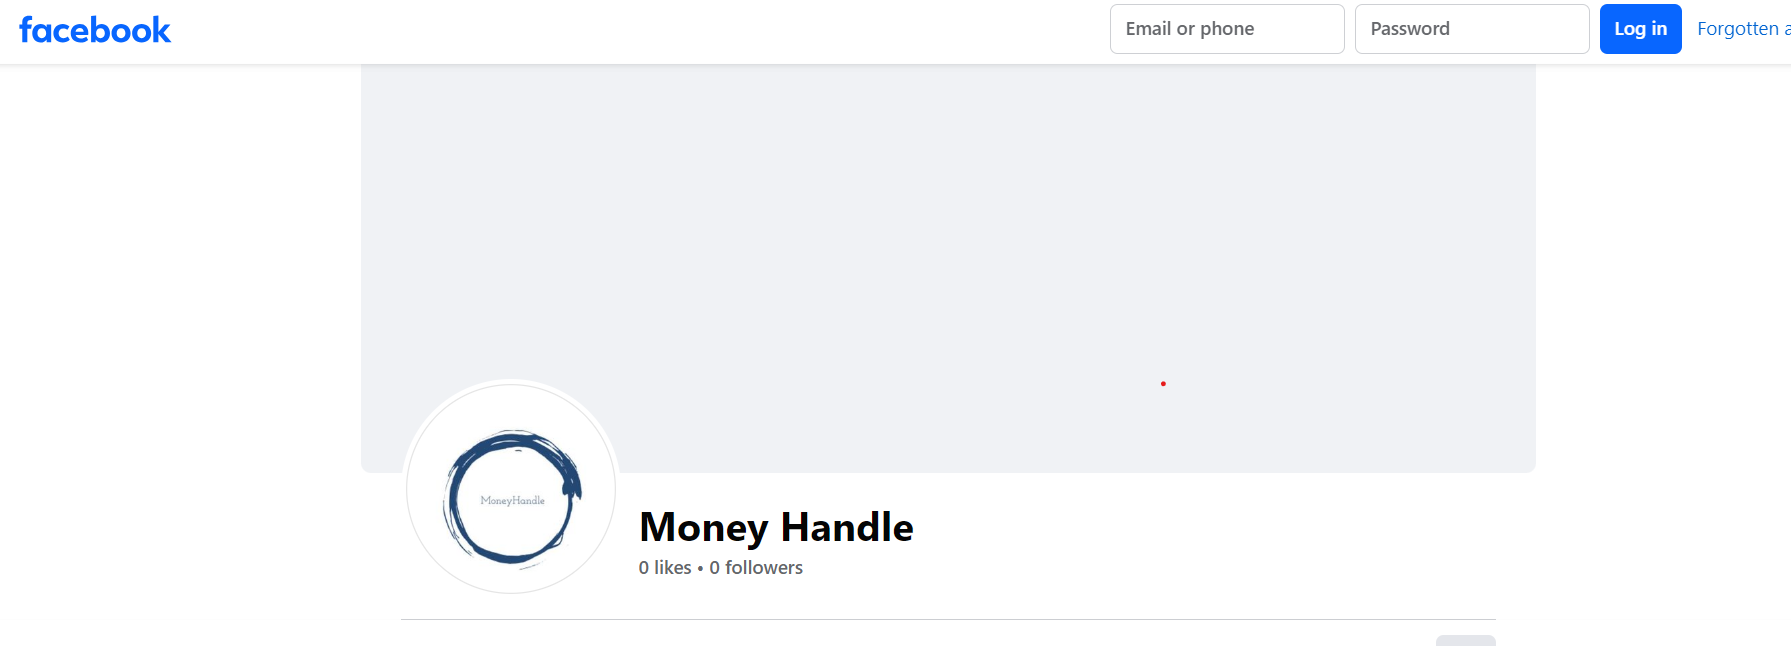 facebook
Email or phone
Password
Log in
Forgotten a
MoneyHandle
Money Handle
0 likes • 0 followers